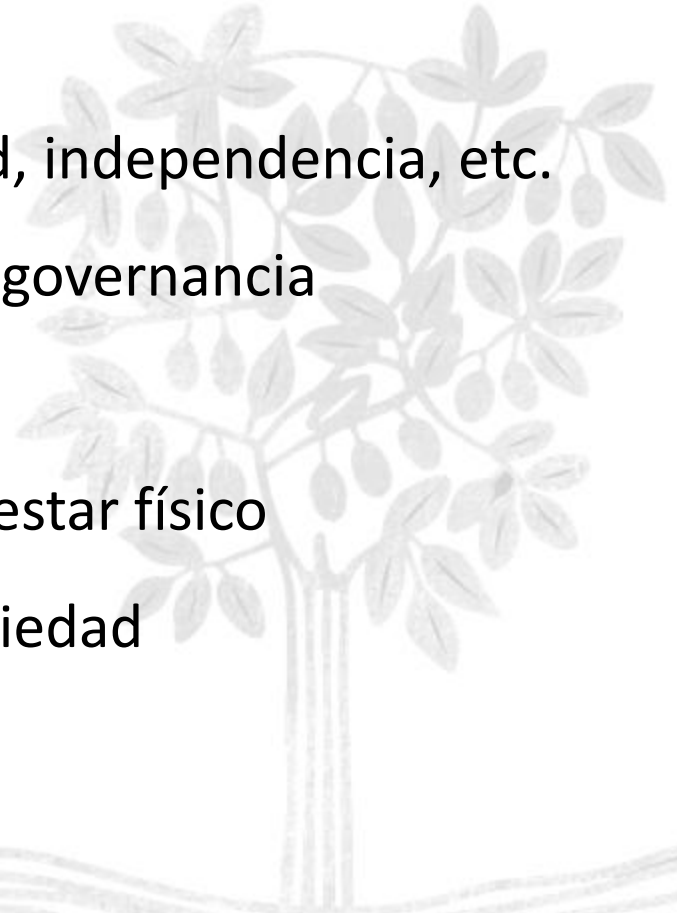 d, independencia, etc.
governancia
estar físico
iedad